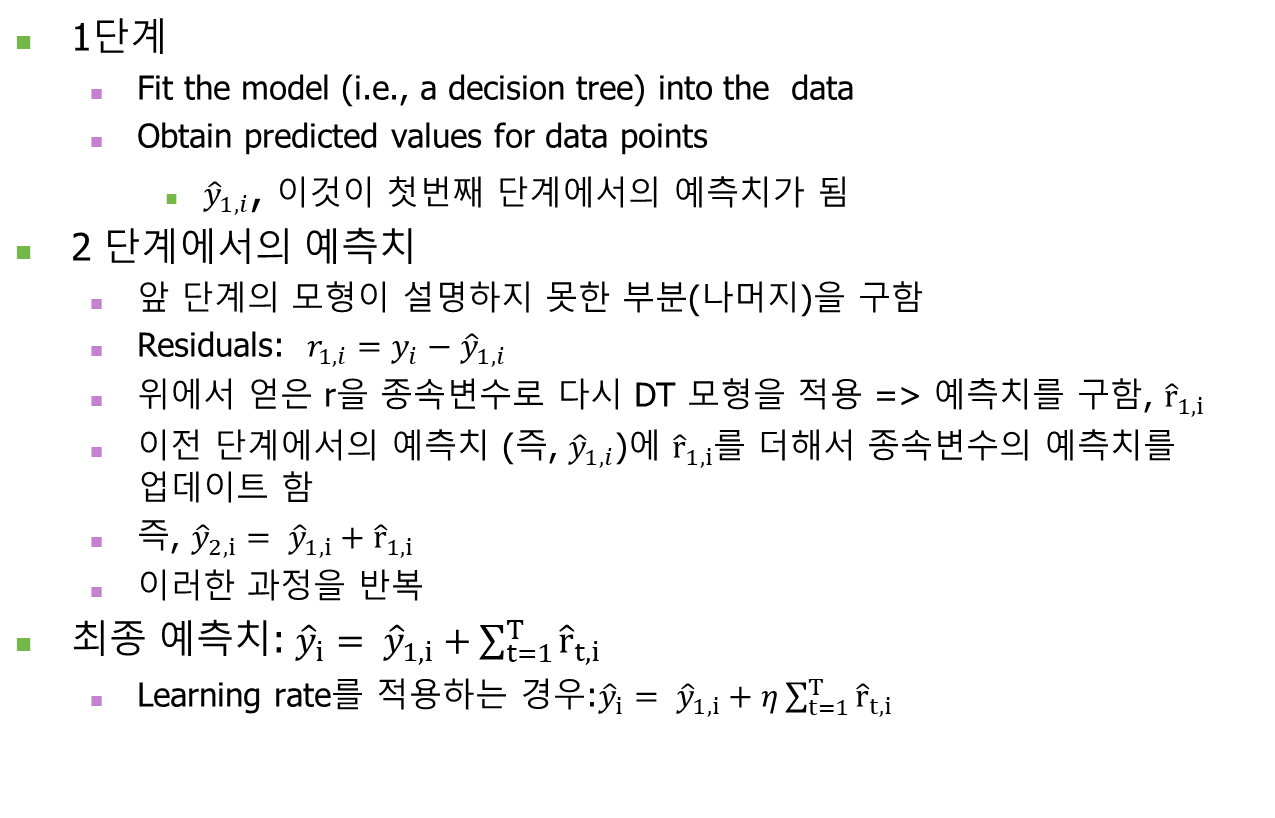 1단계
Fit the model (i.e., a decision tree) into the data
Obtain predicted values for data points
ŷ₁,ᵢ, 이것이 첫번째 단계에서의 예측치가 됨
2 단계에서의 예측치
앞 단계의 모형이 설명하지 못한 부분(나머지)을 구함
Residuals: r₁,ᵢ = yᵢ − ŷ₁,ᵢ
위에서 얻은 r을 종속변수로 다시 DT 모형을 적용 => 예측치를 구함, r̂₁,ᵢ
이전 단계에서의 예측치 (즉, ŷ₁,ᵢ)에 r̂₁,ᵢ를 더해서 종속변수의 예측치를
업데이트 함
즉, ŷ₂,ᵢ = ŷ₁,ᵢ + r̂₁,ᵢ
이러한 과정을 반복
최종 예측치: ŷᵢ = ŷ₁,ᵢ + ∑ᵀₜ₌₁ r̂ₜ,ᵢ
Learning rate를 적용하는 경우:ŷᵢ = ŷ₁,ᵢ + η ∑ᵀₜ₌₁ r̂ₜ,ᵢ